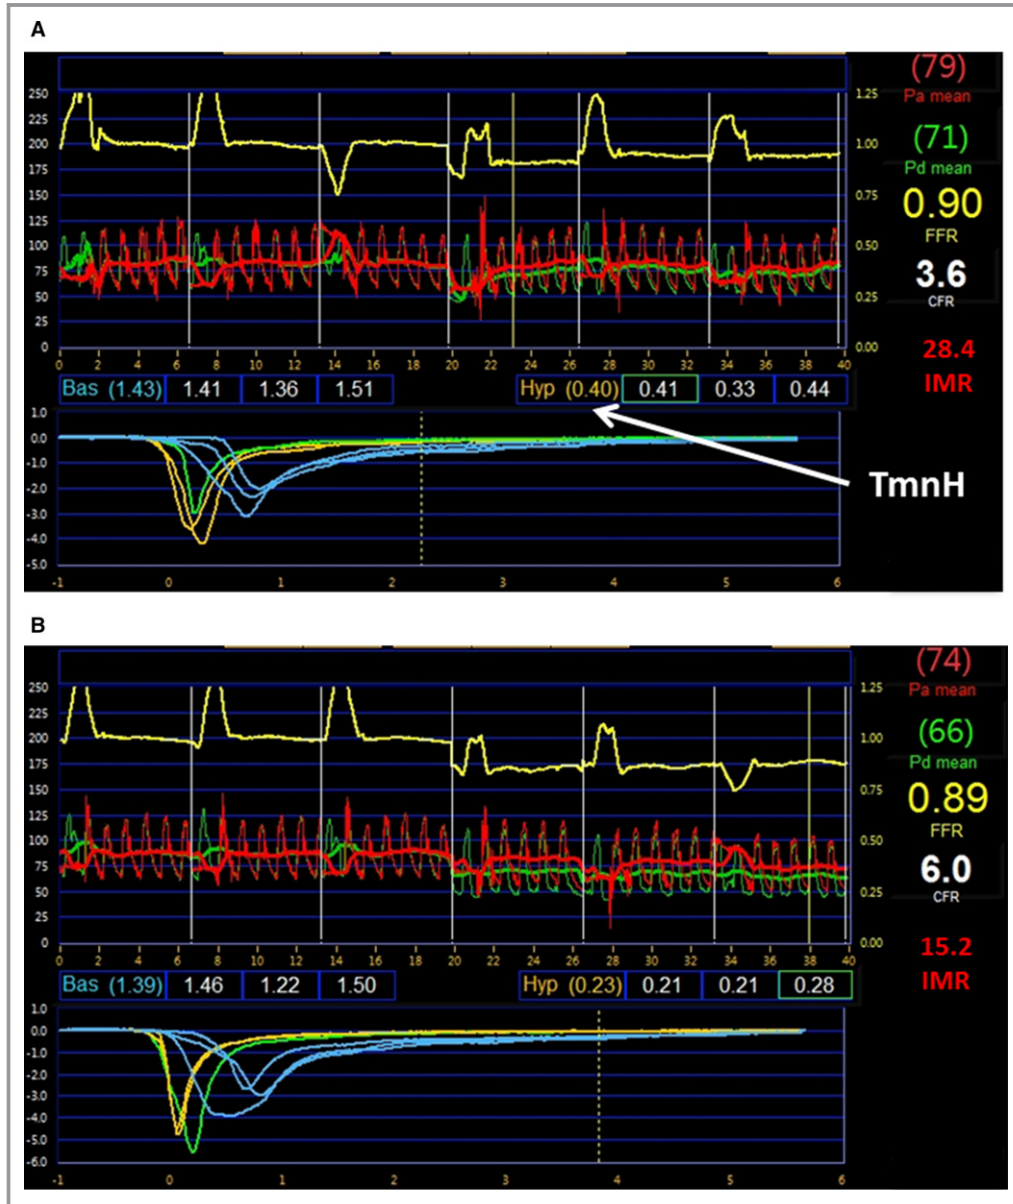 A
(79)
Pa mean
(71)
Pd mean
0.90
FFR
3.6
CFR
28.4
IMR
250 1.25
225
200 1.00
175
150 0.75
125
100 0.50
75
50 0.25
25
0 0.00
0 2 4 6 8 10 12 14 16 18 20 22 24 26 28 30 32 34 36 38 40
Bas (1.43) 1.41 1.36 1.51 Hyp (0.40) 0.41 0.33 0.44
1.0
0.0
-1.0
-2.0
-3.0
-4.0
-5.0
-1 0 1 2 3 4 5 6
TmnH
B
(74)
Pa mean
(66)
Pd mean
0.89
FFR
6.0
CFR
15.2
IMR
250 1.25
225
200 1.00
175
150 0.75
125
100 0.50
75
50 0.25
25
0 0.00
0 2 4 6 8 10 12 14 16 18 20 22 24 26 28 30 32 34 36 38 40
Bas (1.39) 1.46 1.22 1.50 Hyp (0.23) 0.21 0.21 0.28
1.0
0.0
-1.0
-2.0
-3.0
-4.0
-5.0
-6.0
-1 0 1 2 3 4 5 6